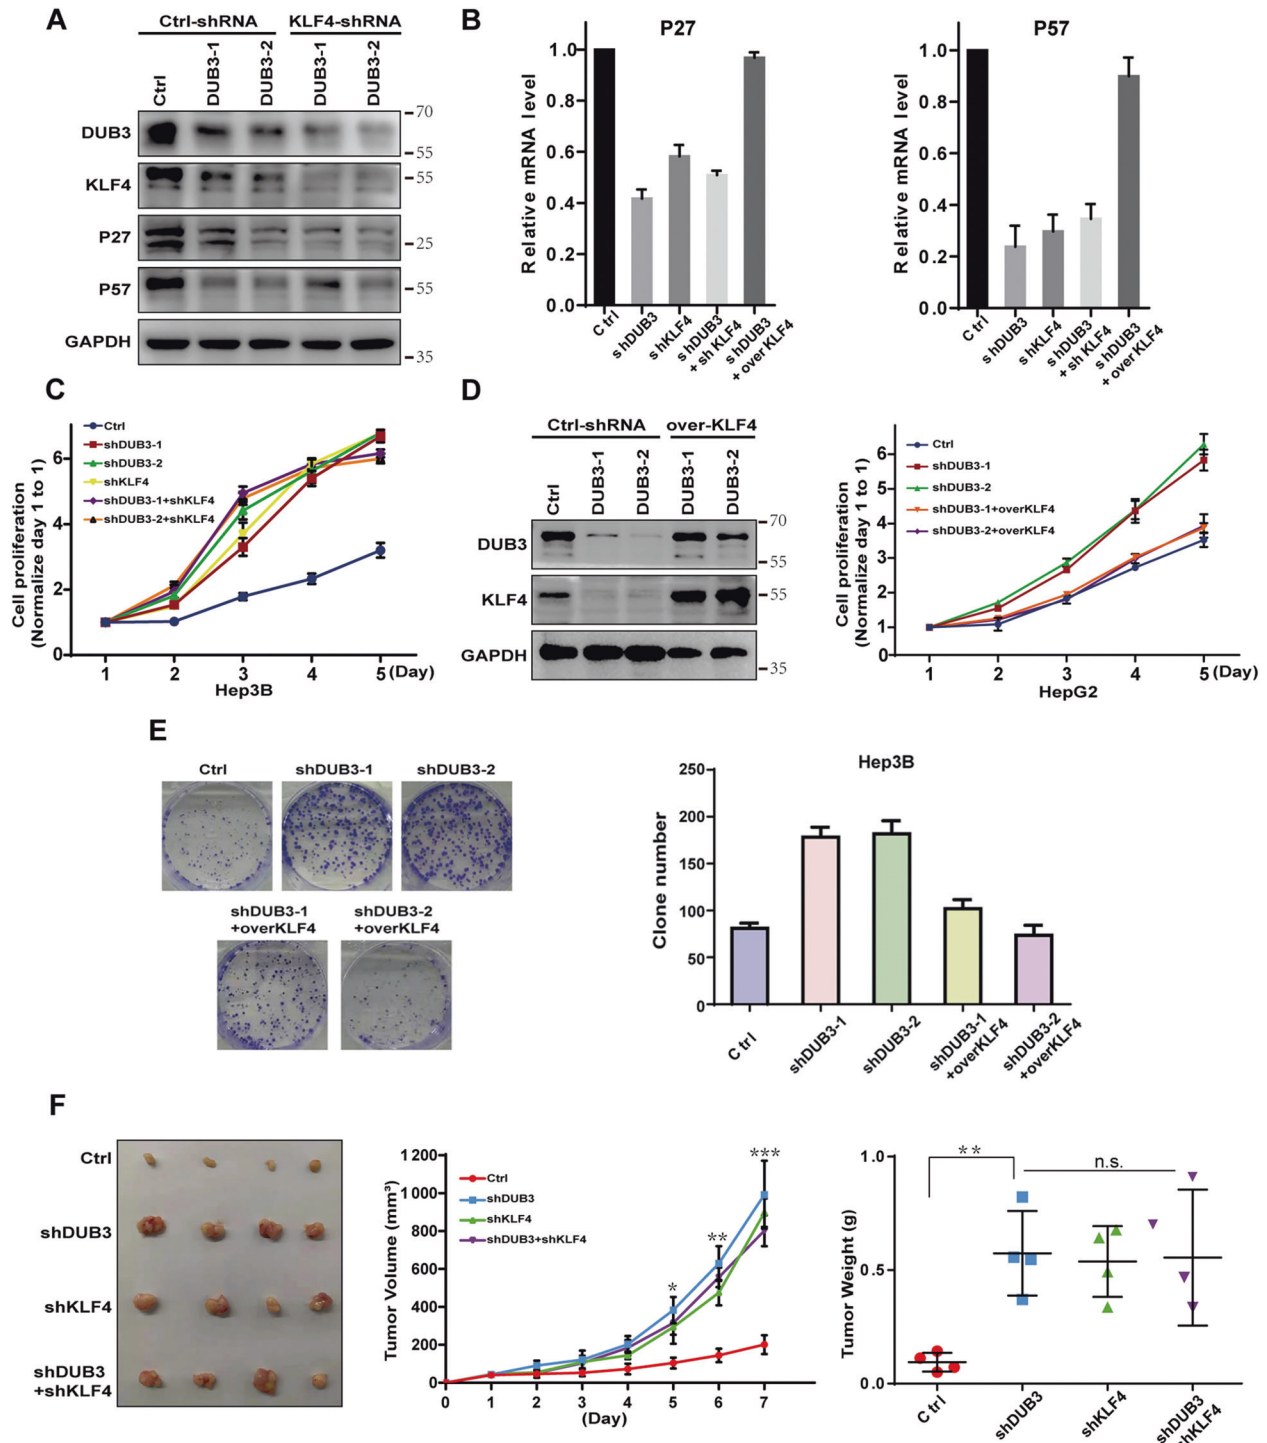 A
Ctrl-shRNA KLF4-shRNA
Ctrl DUB3-1 DUB3-2 DUB3-1 DUB3-2
DUB3
70
55
KLF4
55
P27
25
P57
55
GAPDH
35
B
P27
Relative mRNA level
1.0
0.8
0.6
0.4
0.2
0.0
Ctrl
shDUB3
shKLF4
shDUB3
+ shKLF4
shDUB3
+ overKLF4
P57
Relative mRNA level
1.0
0.8
0.6
0.4
0.2
0.0
Ctrl
shDUB3
shKLF4
shDUB3
+ shKLF4
shDUB3
+ overKLF4
C
Cell proliferation
(Normalize day 1 to 1)
6
4
2
0
Ctrl
shDUB3-1
shDUB3-2
shKLF4
shDUB3-1+shKLF4
shDUB3-2+shKLF4
1 2 3 4 5 (Day)
Hep3B
D
Ctrl-shRNA over-KLF4
Ctrl DUB3-1 DUB3-2 DUB3-1 DUB3-2
DUB3
70
55
KLF4
55
GAPDH
35
Cell proliferation
(Normalize day 1 to 1)
6
5
4
3
2
1
0
Ctrl
shDUB3-1
shDUB3-2
shDUB3-1+overKLF4
shDUB3-2+overKLF4
1 2 3 4 5 (Day)
HepG2
E
Ctrl shDUB3-1 shDUB3-2
shDUB3-1
+overKLF4
shDUB3-2
+overKLF4
Hep3B
Clone number
250
200
150
100
50
0
Ctrl
shDUB3-1
shDUB3-2
shDUB3-1
+overKLF4
shDUB3-2
+overKLF4
F
Ctrl
shDUB3
shKLF4
shDUB3
+shKLF4
Tumor Volume (mm³)
1200
1000
800
600
400
200
0
Ctrl
shDUB3
shKLF4
shDUB3+shKLF4
*
**
***
0 1 2 3 4 5 6 7
(Day)
Tumor Weight (g)
1.0
0.5
0.0
**
n.s.
Ctrl
shDUB3
shKLF4
shDUB3